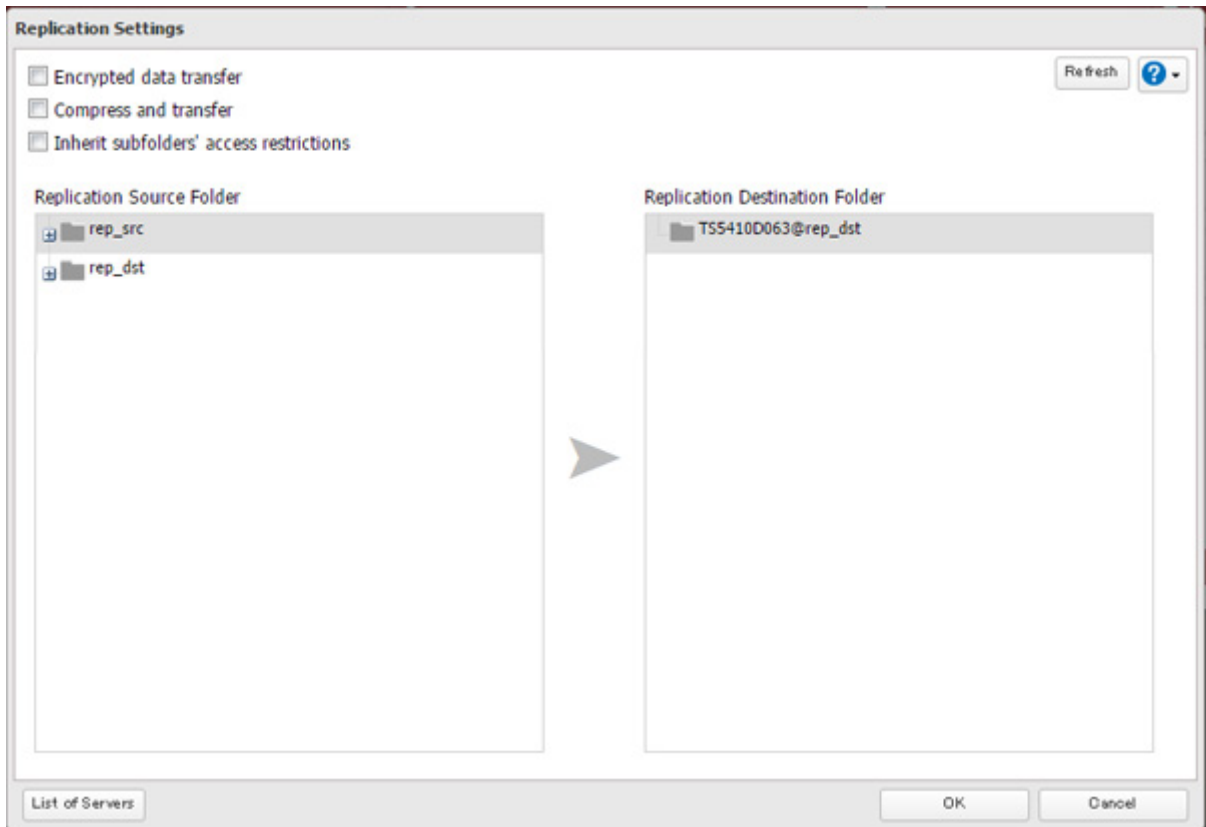 Replication Settings
Encrypted data transfer
Refresh
?
Compress and transfer
Inherit subfolders' access restrictions
Replication Source Folder
Replication Destination Folder
rep_src
TS5410D063@rep_dst
rep_dst
List of Servers
OK
Cancel